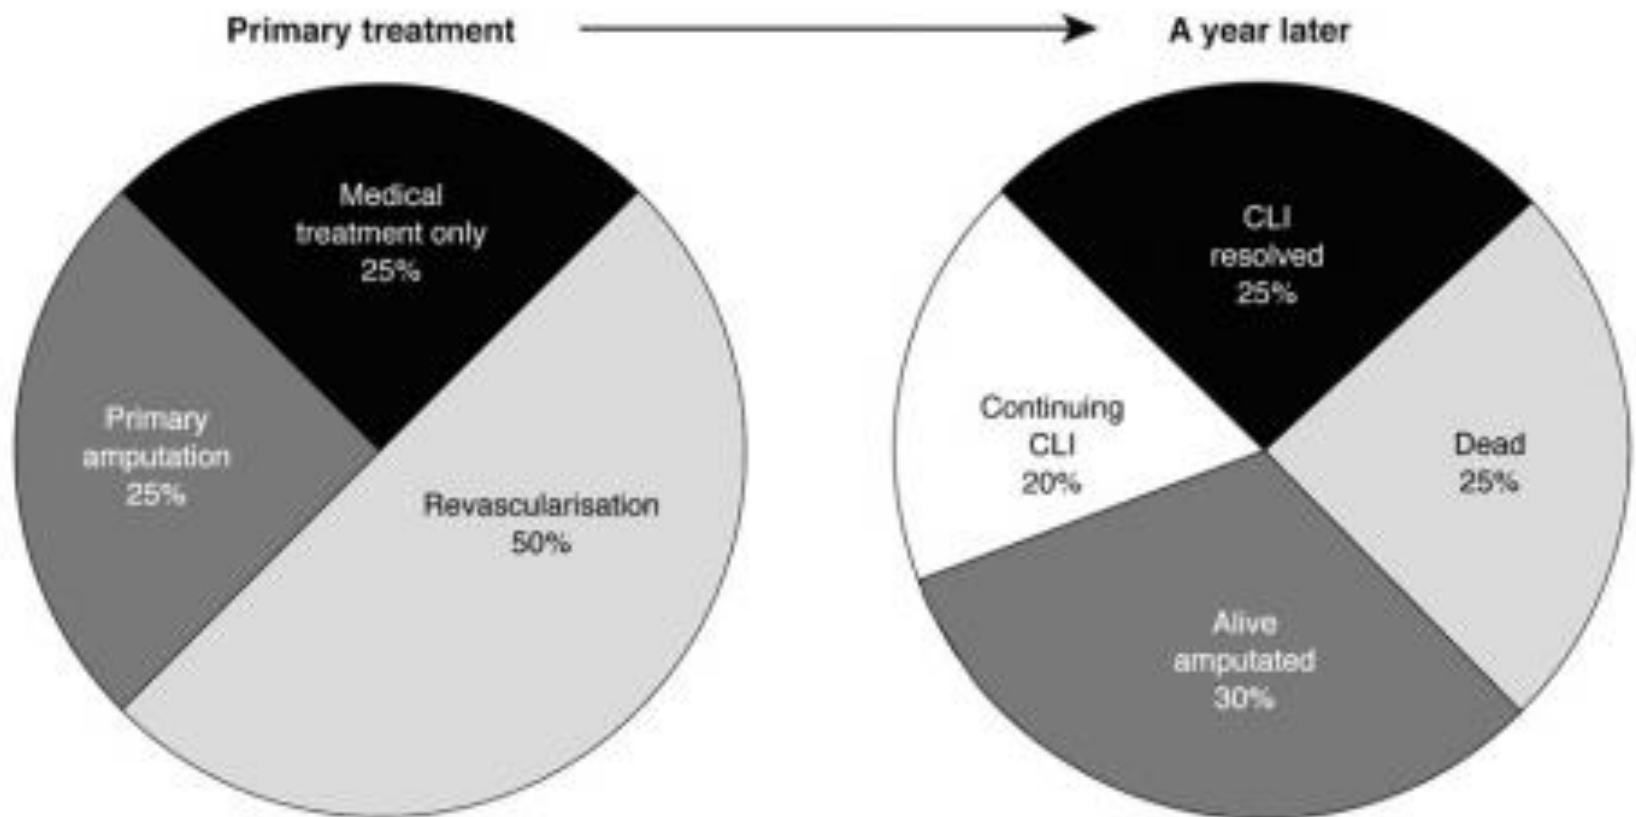 Primary treatment
A year later
Medical
treatment only
25%
Primary
amputation
25%
Revascularisation
50%
CLI
resolved
25%
Continuing
CLI
20%
Dead
25%
Alive
amputated
30%